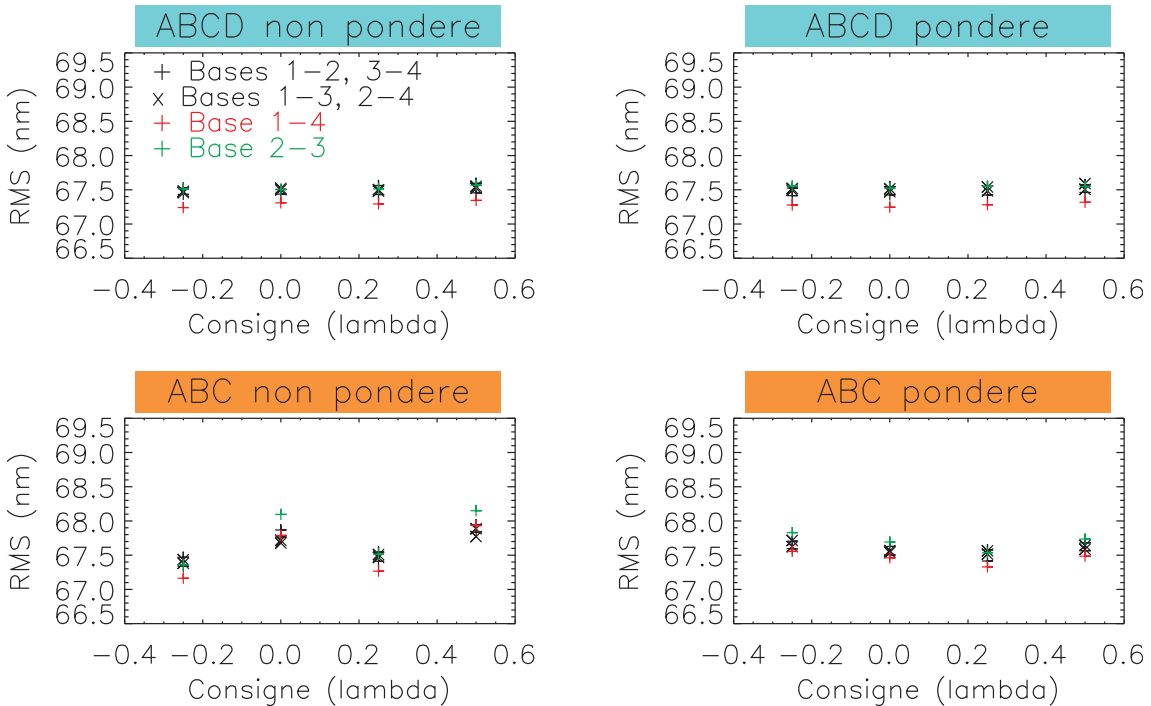 ABCD non pondere
69.5
69.0
68.5
68.0
67.5
67.0
66.5
RMS (nm)
+ Bases 1-2, 3-4
x Bases 1-3, 2-4
+ Base 1-4
+ Base 2-3
-0.4 -0.2 0.0 0.2 0.4 0.6
Consigne (lambda)
ABCD pondere
69.5
69.0
68.5
68.0
67.5
67.0
66.5
RMS (nm)
-0.4 -0.2 0.0 0.2 0.4 0.6
Consigne (lambda)
ABC non pondere
69.5
69.0
68.5
68.0
67.5
67.0
66.5
RMS (nm)
-0.4 -0.2 0.0 0.2 0.4 0.6
Consigne (lambda)
ABC pondere
69.5
69.0
68.5
68.0
67.5
67.0
66.5
RMS (nm)
-0.4 -0.2 0.0 0.2 0.4 0.6
Consigne (lambda)